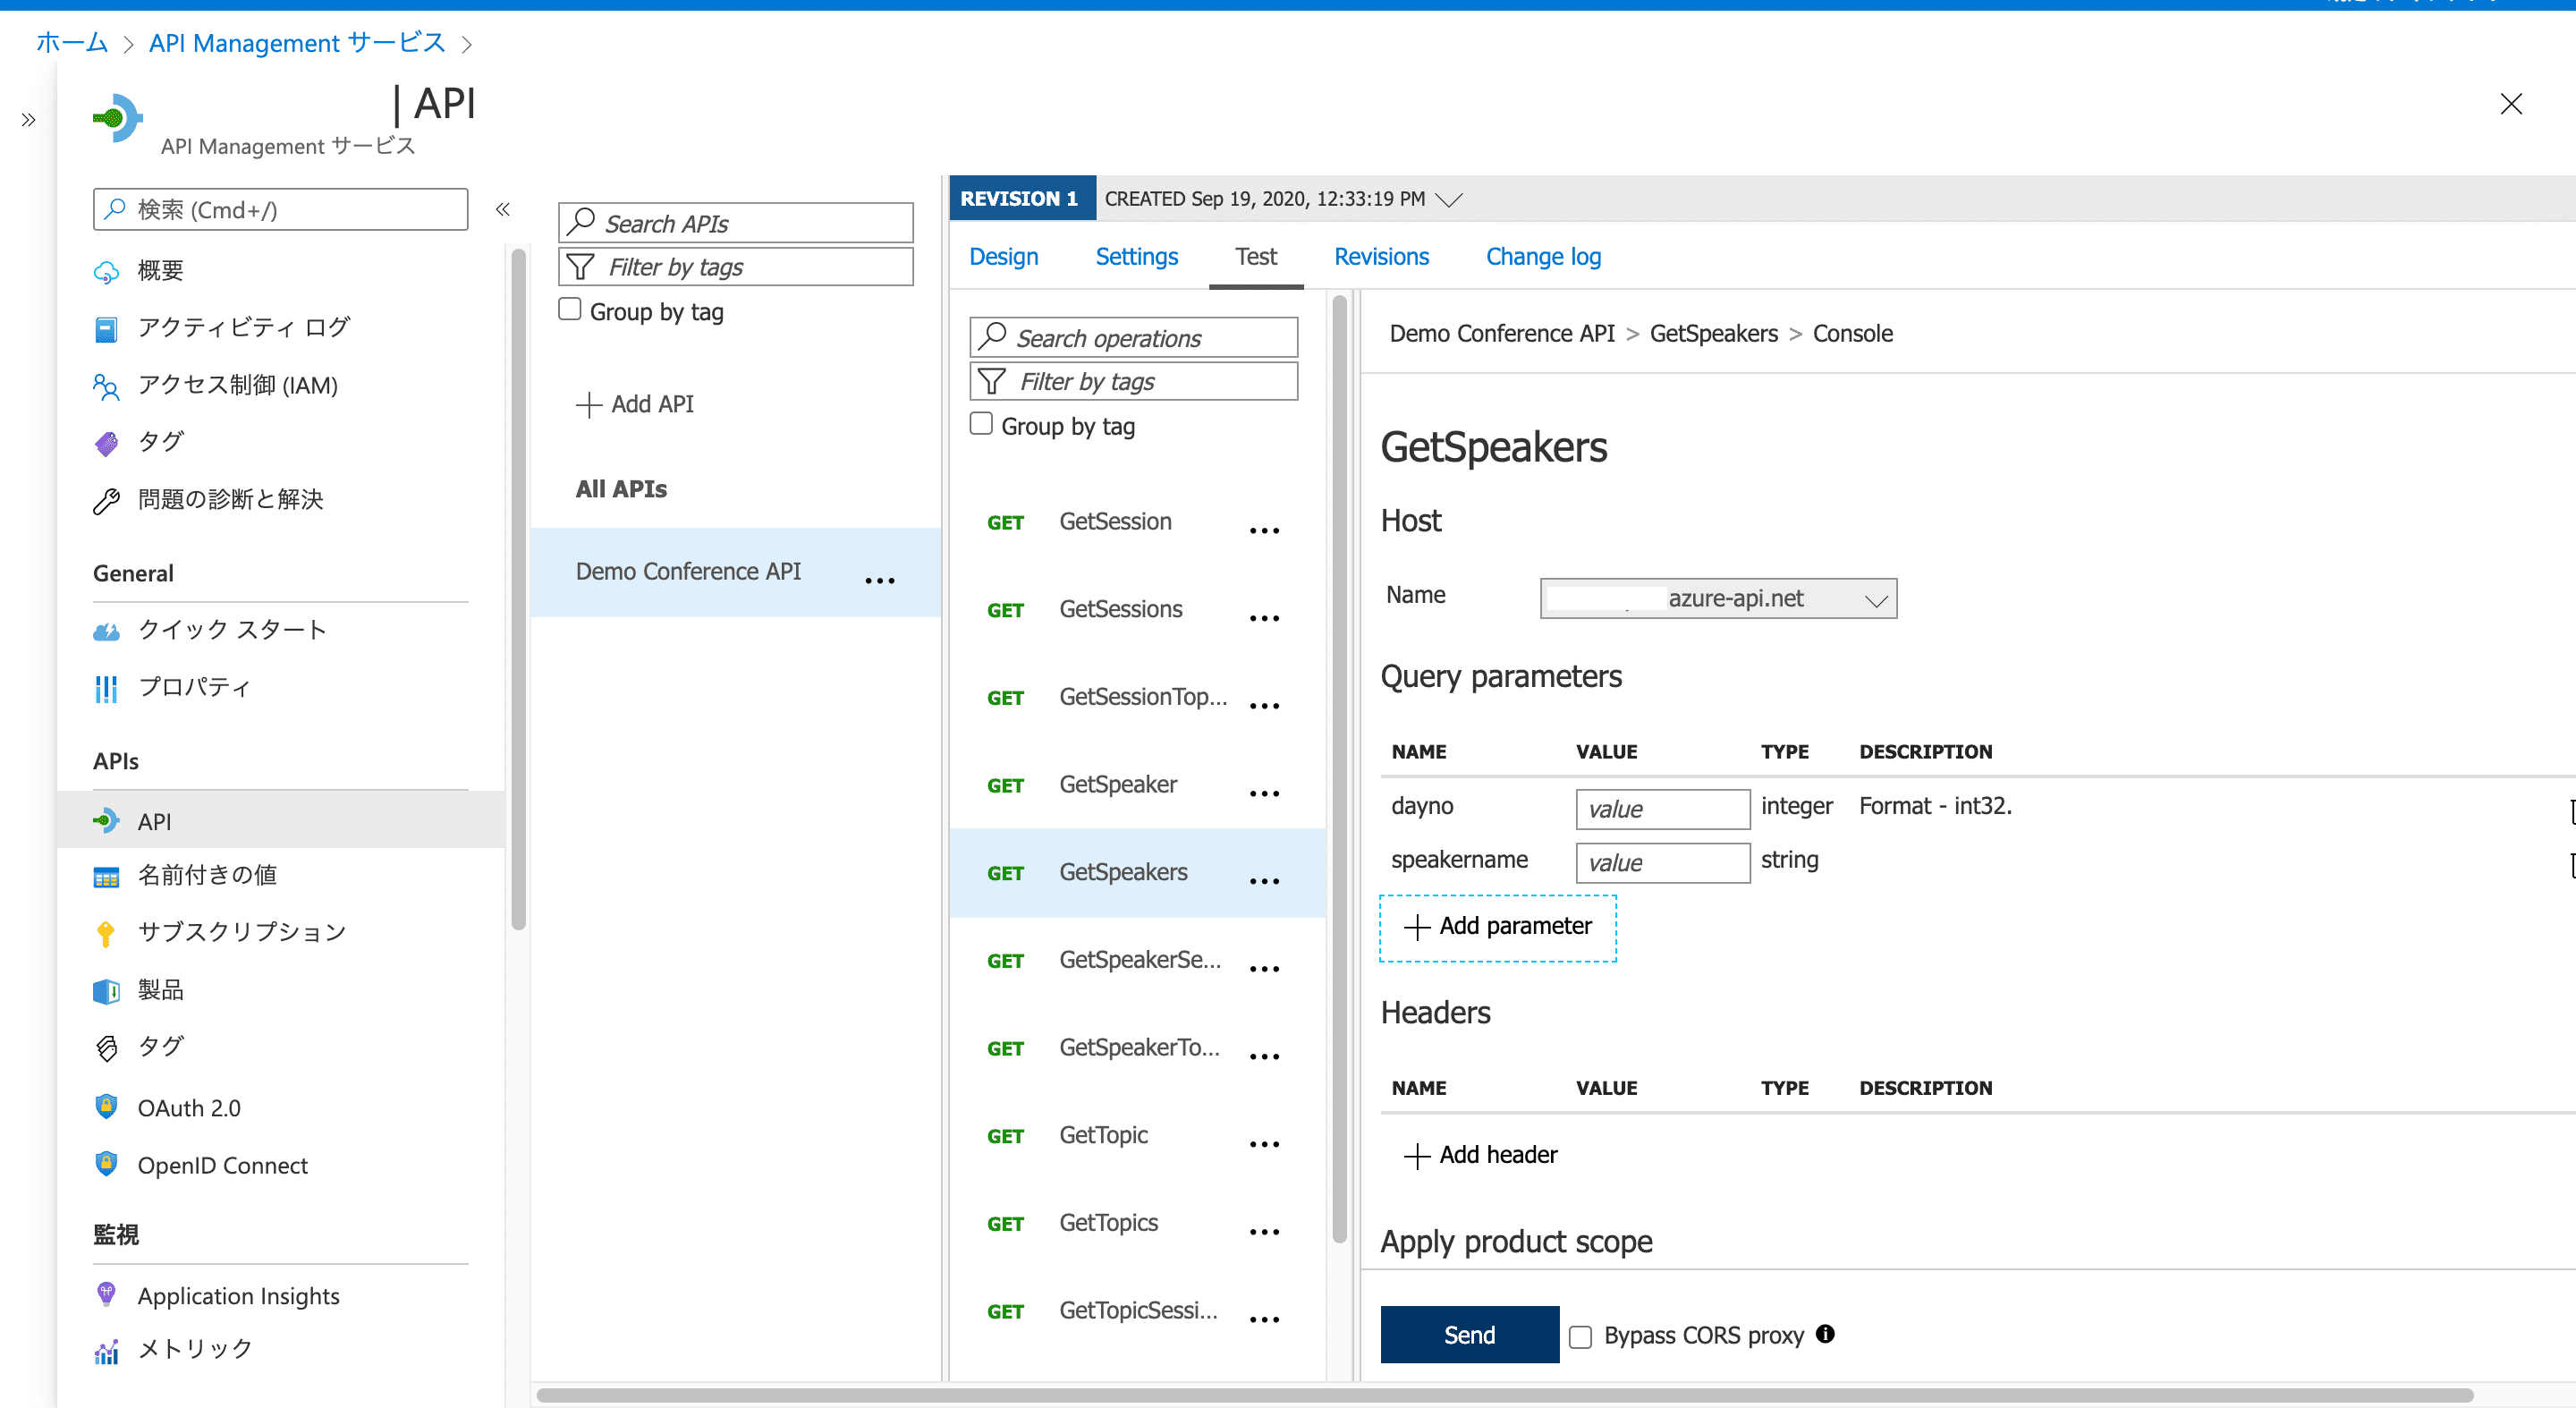 ホーム > API Management サービス >
| API
API Management サービス
検索 (Cmd+/)
概要
アクティビティ ログ
アクセス制御 (IAM)
タグ
問題の診断と解決
General
クイック スタート
プロパティ
APIs
API
名前付きの値
サブスクリプション
製品
タグ
OAuth 2.0
OpenID Connect
監視
Application Insights
メトリック
Search APIs
Filter by tags
Group by tag
Add API
All APIs
Demo Conference API
REVISION 1 CREATED Sep 19, 2020, 12:33:19 PM
Design Settings Test Revisions Change log
Search operations
Filter by tags
Group by tag
GET GetSession
GET GetSessions
GET GetSessionTop...
GET GetSpeaker
GET GetSpeakers
GET GetSpeakerSe...
GET GetSpeakerTo...
GET GetTopic
GET GetTopics
GET GetTopicSessi...
Demo Conference API > GetSpeakers > Console
GetSpeakers
Host
Name azure-api.net
Query parameters
NAME VALUE TYPE DESCRIPTION
dayno value integer Format - int32.
speakername value string
Add parameter
Headers
NAME VALUE TYPE DESCRIPTION
Add header
Apply product scope
Send Bypass CORS proxy